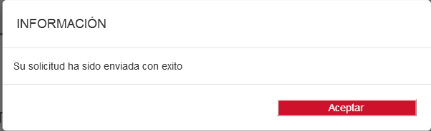 INFORMACIÓN
Su solicitud ha sido enviada con exito
Aceptar